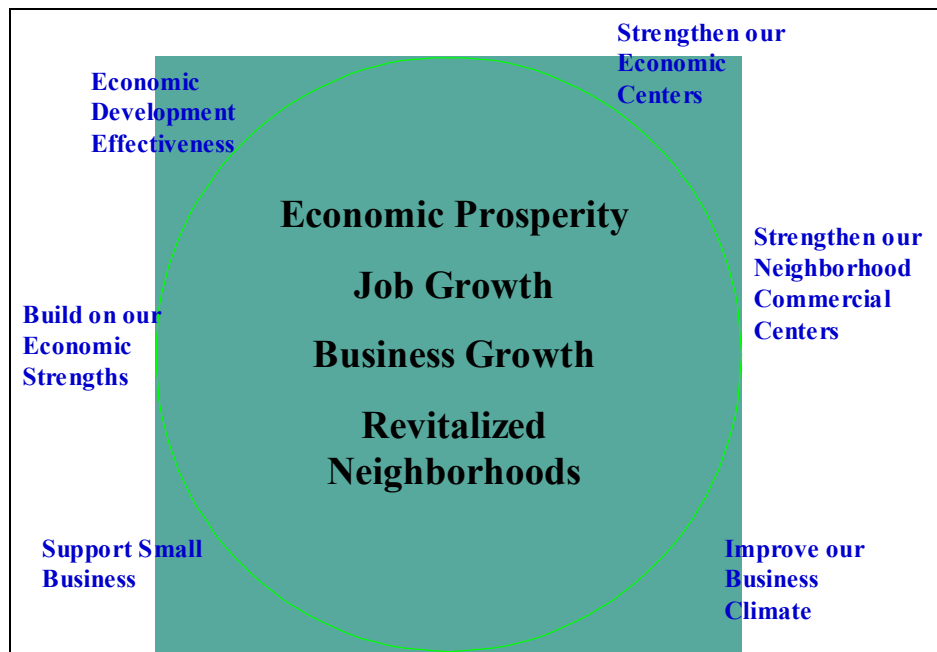 Strengthen our
Economic
Centers
Economic
Development
Effectiveness
Economic Prosperity
Job Growth
Business Growth
Revitalized
Neighborhoods
Strengthen our
Neighborhood
Commercial
Centers
Build on our
Economic
Strengths
Support Small
Business
Improve our
Business
Climate